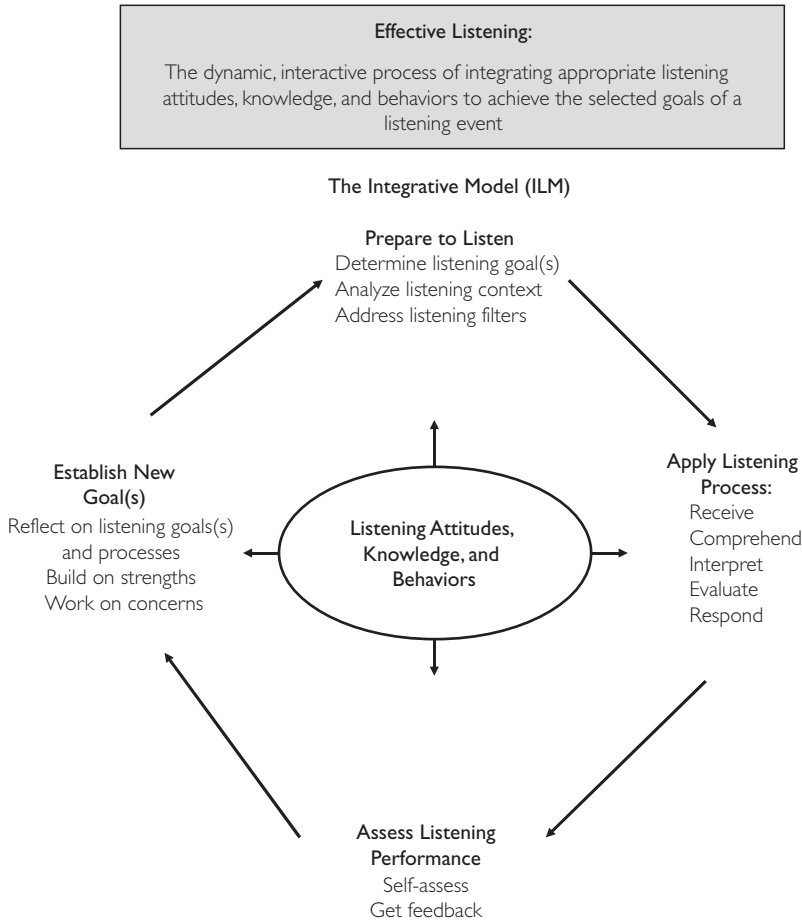 Effective Listening:
The dynamic, interactive process of integrating appropriate listening
attitudes, knowledge, and behaviors to achieve the selected goals of a
listening event
The Integrative Model (ILM)
Prepare to Listen
Determine listening goal(s)
Analyze listening context
Address listening filters
Apply Listening
Process:
Receive
Comprehend
Interpret
Evaluate
Respond
Assess Listening
Performance
Self-assess
Get feedback
Establish New
Goal(s)
Reflect on listening goals(s)
and processes
Build on strengths
Work on concerns
Listening Attitudes,
Knowledge, and
Behaviors